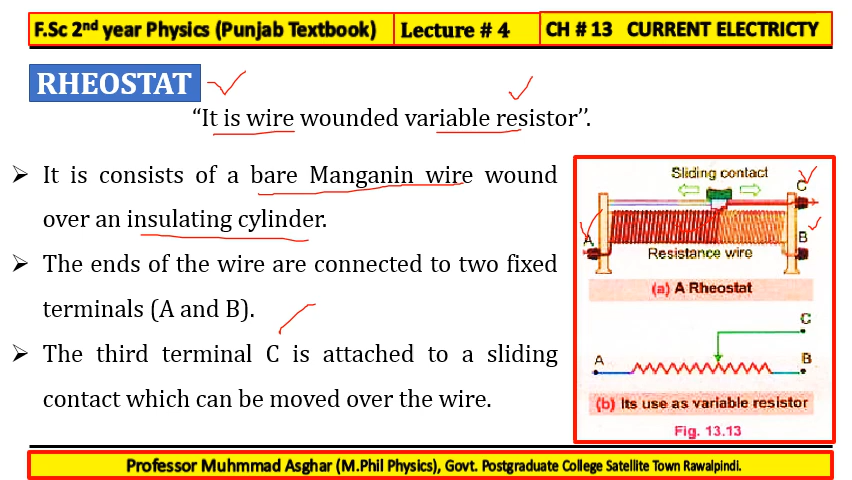 F.Sc 2nd year Physics (Punjab Textbook) Lecture # 4 CH # 13 CURRENT ELECTRICTY
RHEOSTAT
“It is wire wounded variable resistor’’.
➢ It is consists of a bare Manganin wire wound
over an insulating cylinder.
➢ The ends of the wire are connected to two fixed
terminals (A and B).
➢ The third terminal C is attached to a sliding
contact which can be moved over the wire.
Sliding contact
C
A
B
Resistance wire
(a) A Rheostat
C
A
B
(b) Its use as variable resistor
Fig. 13.13
Professor Muhmmad Asghar (M.Phil Physics), Govt. Postgraduate College Satellite Town Rawalpindi.